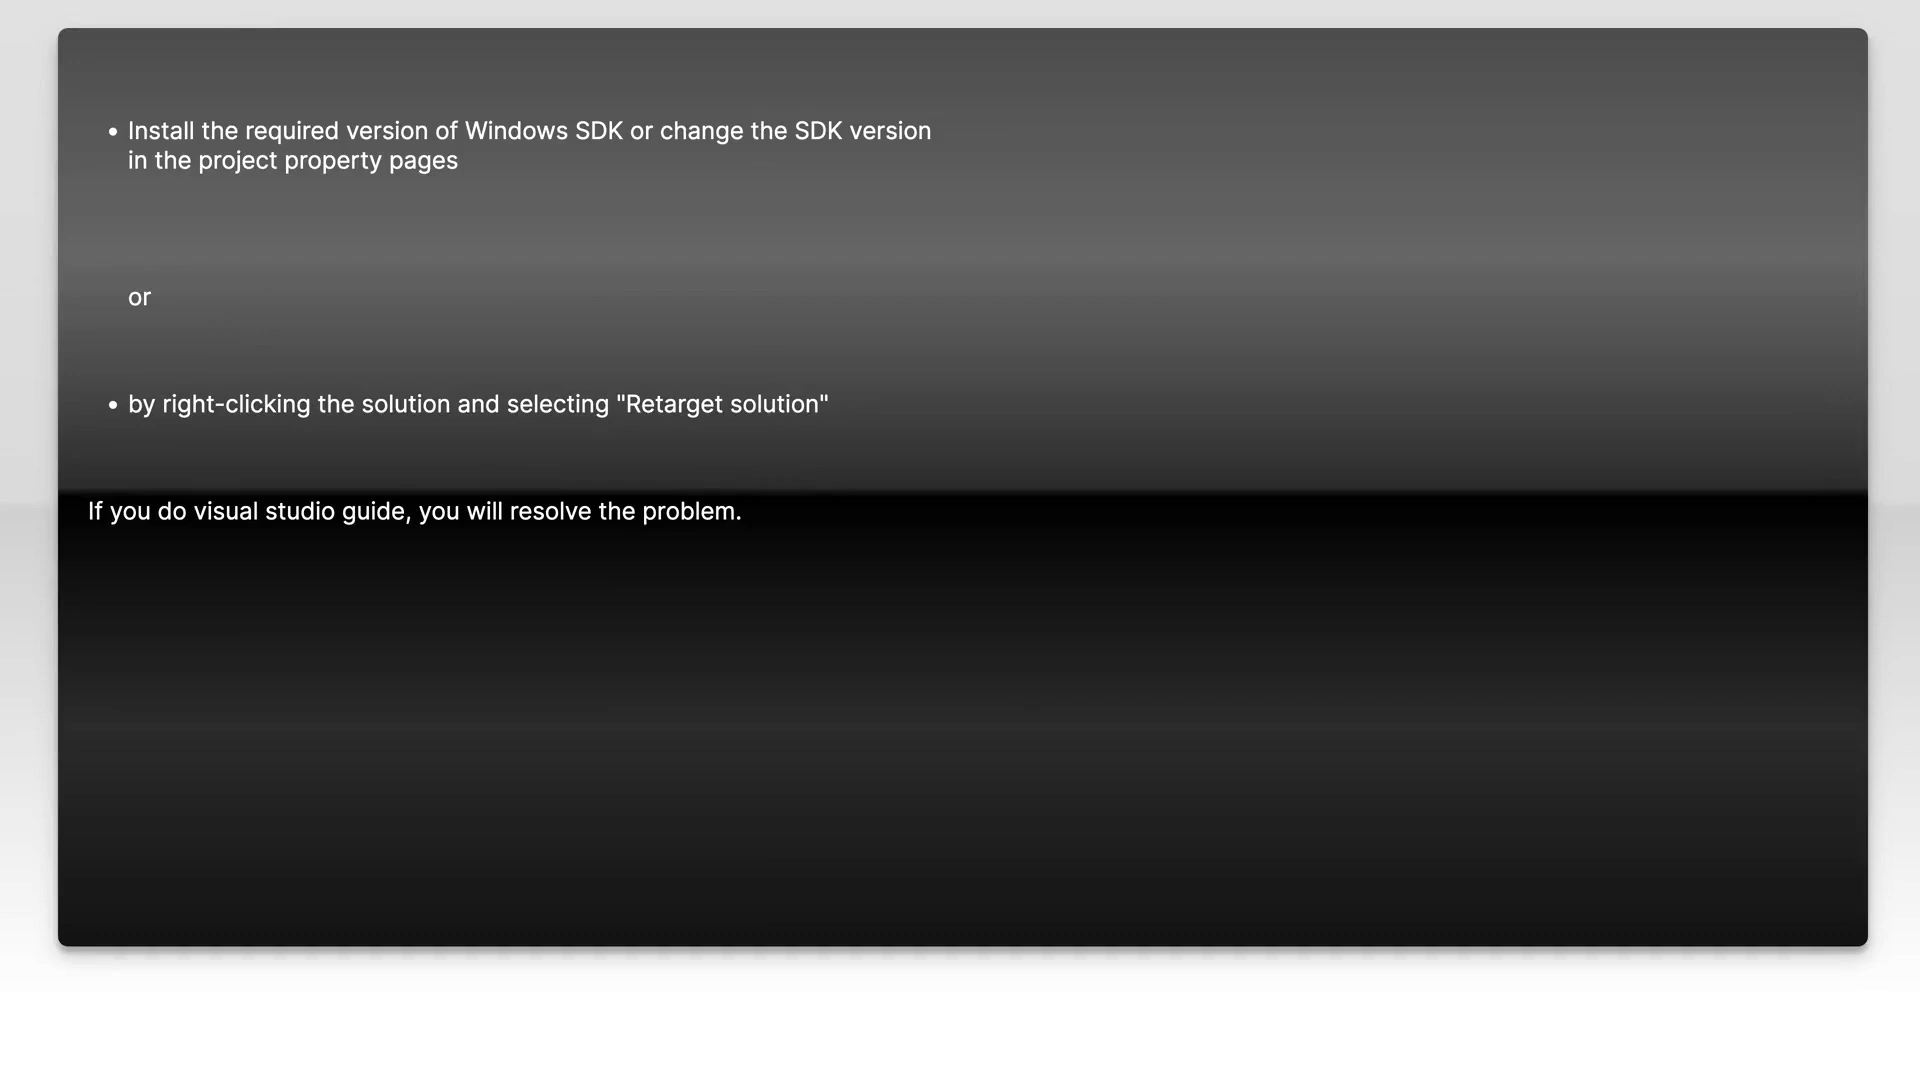 • Install the required version of Windows SDK or change the SDK version
in the project property pages
or
• by right-clicking the solution and selecting "Retarget solution"
If you do visual studio guide, you will resolve the problem.